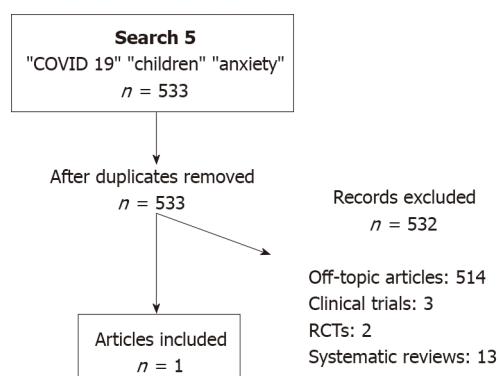 Search 5
"COVID 19" "children" "anxiety"
n = 533
After duplicates removed
n = 533
Records excluded
n = 532
Off-topic articles: 514
Clinical trials: 3
RCTs: 2
Systematic reviews: 13
Articles included
n = 1